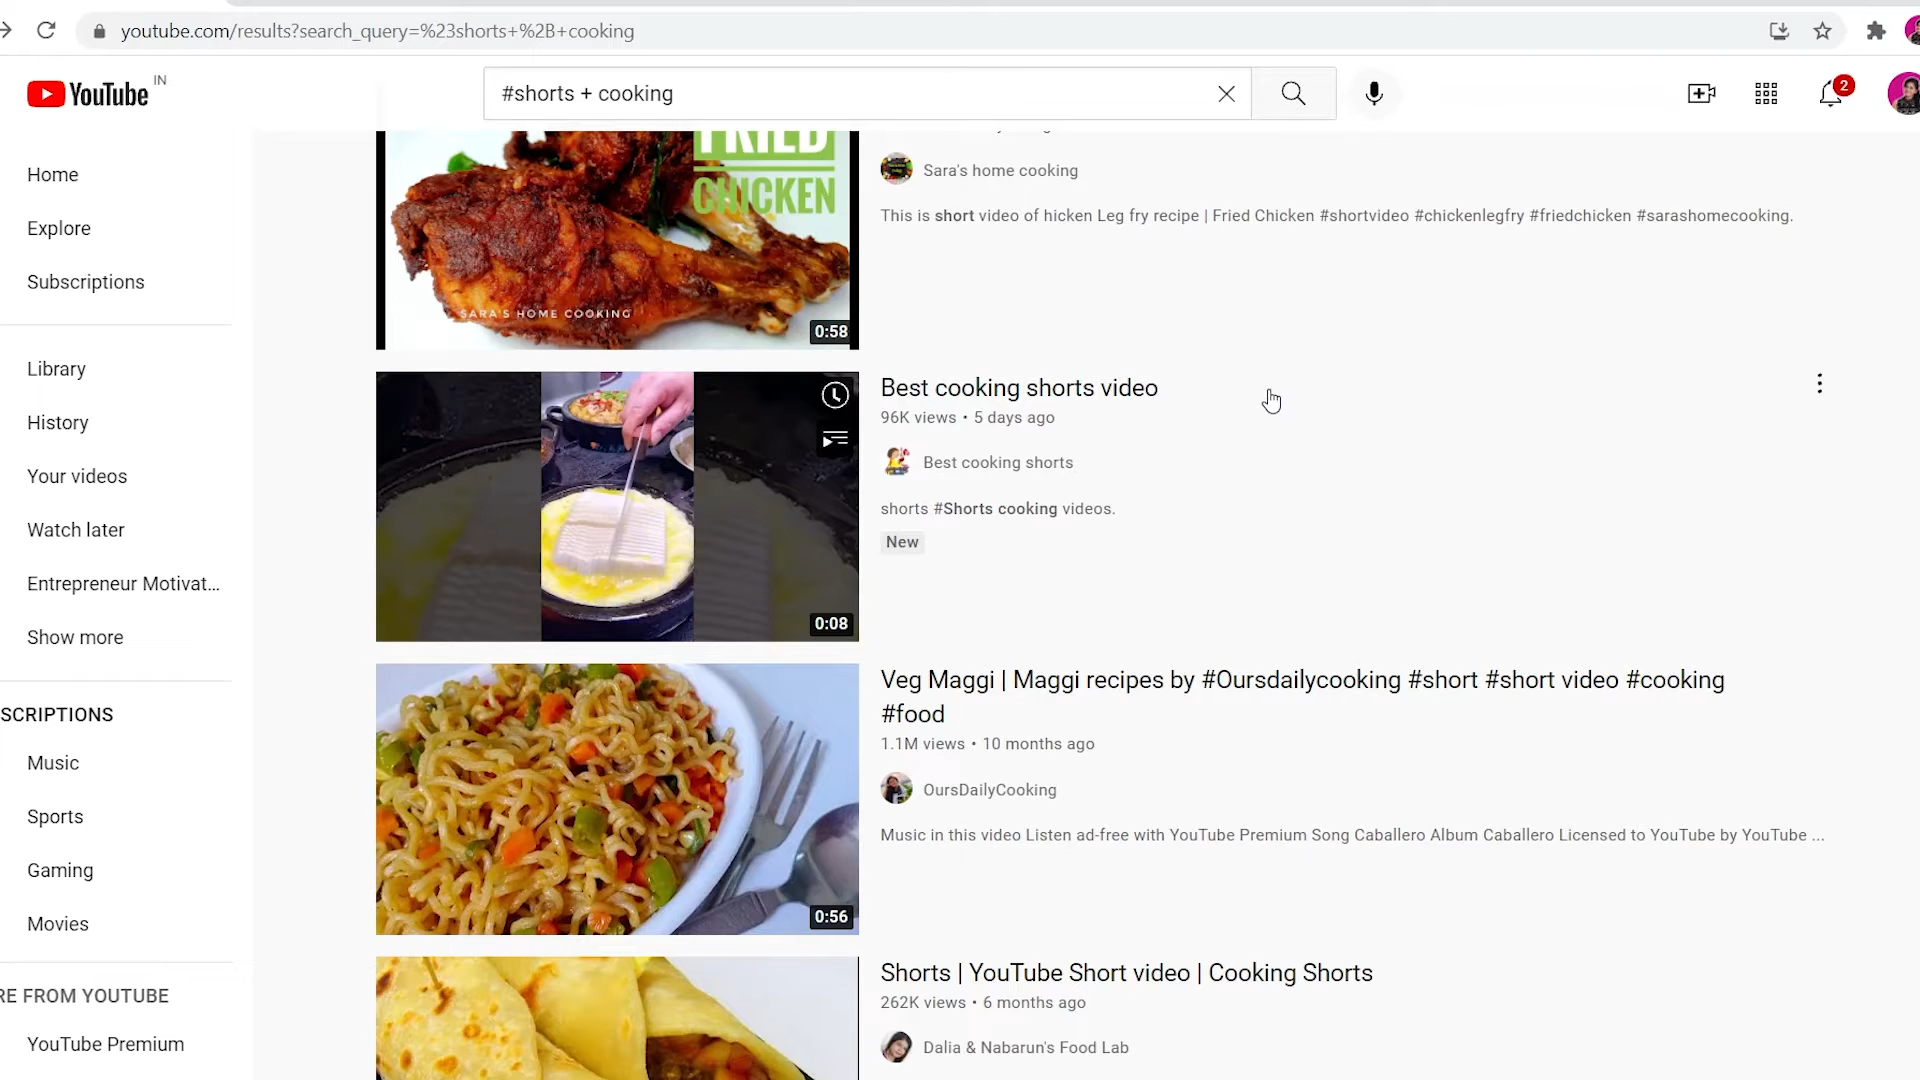 youtube.com/results?search_query=%23shorts+%2B+cooking
YouTube IN
#shorts + cooking
2
Home
Explore
Subscriptions
Library
History
Your videos
Watch later
Entrepreneur Motivat...
Show more
SCRIPTIONS
Music
Sports
Gaming
Movies
RE FROM YOUTUBE
YouTube Premium
FRIED
CHICKEN
SARA'S HOME COOKING
0:58
Sara's home cooking
This is short video of hicken Leg fry recipe | Fried Chicken #shortvideo #chickenlegfry #friedchicken #sarashomecooking.
0:08
Best cooking shorts video
96K views • 5 days ago
Best cooking shorts
shorts #Shorts cooking videos.
New
0:56
Veg Maggi | Maggi recipes by #Oursdailycooking #short #short video #cooking
#food
1.1M views • 10 months ago
OursDailyCooking
Music in this video Listen ad-free with YouTube Premium Song Caballero Album Caballero Licensed to YouTube by YouTube ...
Shorts | YouTube Short video | Cooking Shorts
262K views • 6 months ago
Dalia & Nabarun's Food Lab